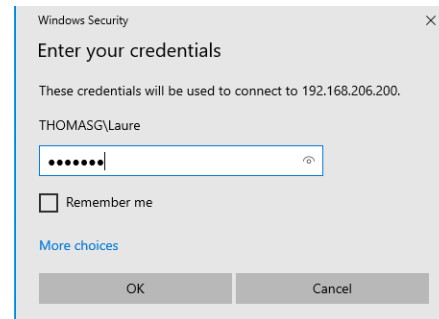 Windows Security
Enter your credentials
These credentials will be used to connect to 192.168.206.200.
THOMASG\Laure
•••••••
Remember me
More choices
OK
Cancel